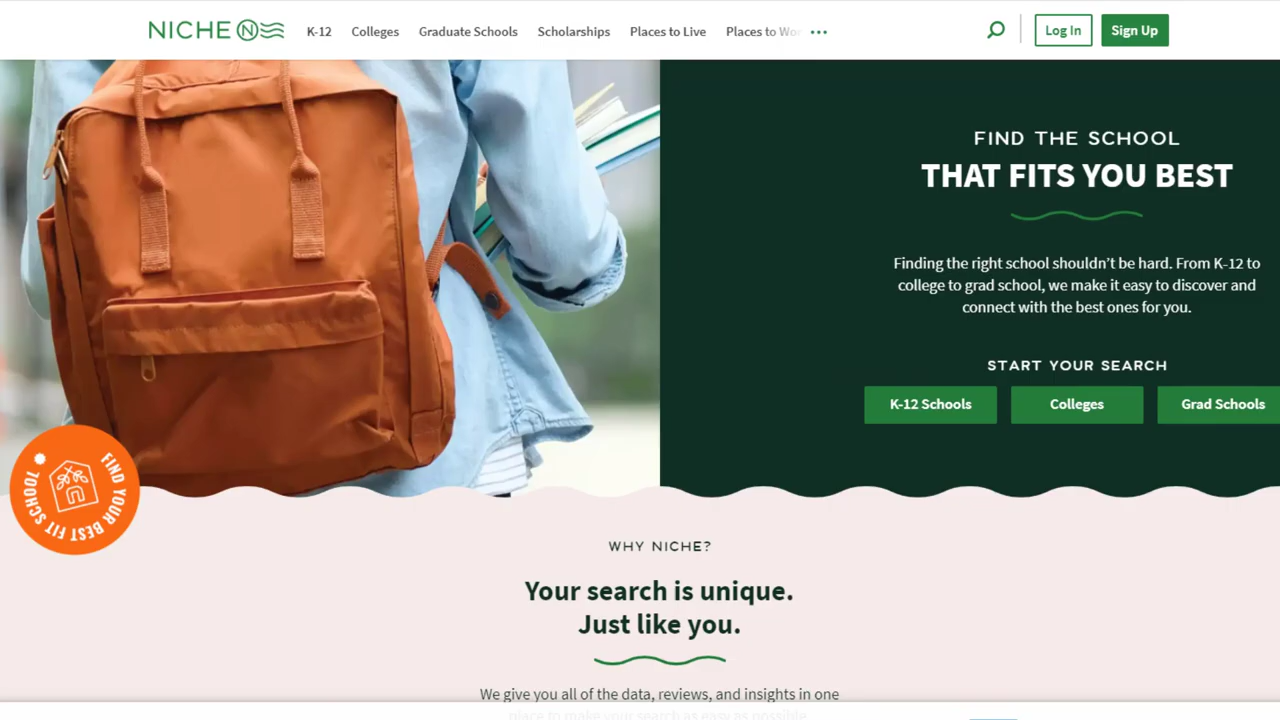 NICHE N
K-12 Colleges Graduate Schools Scholarships Places to Live Places to Wo
Log In Sign Up
FIND THE SCHOOL
THAT FITS YOU BEST
Finding the right school shouldn’t be hard. From K-12 to
college to grad school, we make it easy to discover and
connect with the best ones for you.
START YOUR SEARCH
K-12 Schools Colleges Grad Schools
FIND YOUR BEST FIT SCHOOL
WHY NICHE?
Your search is unique.
Just like you.
We give you all of the data, reviews, and insights in one
place to make your search as easy as possible